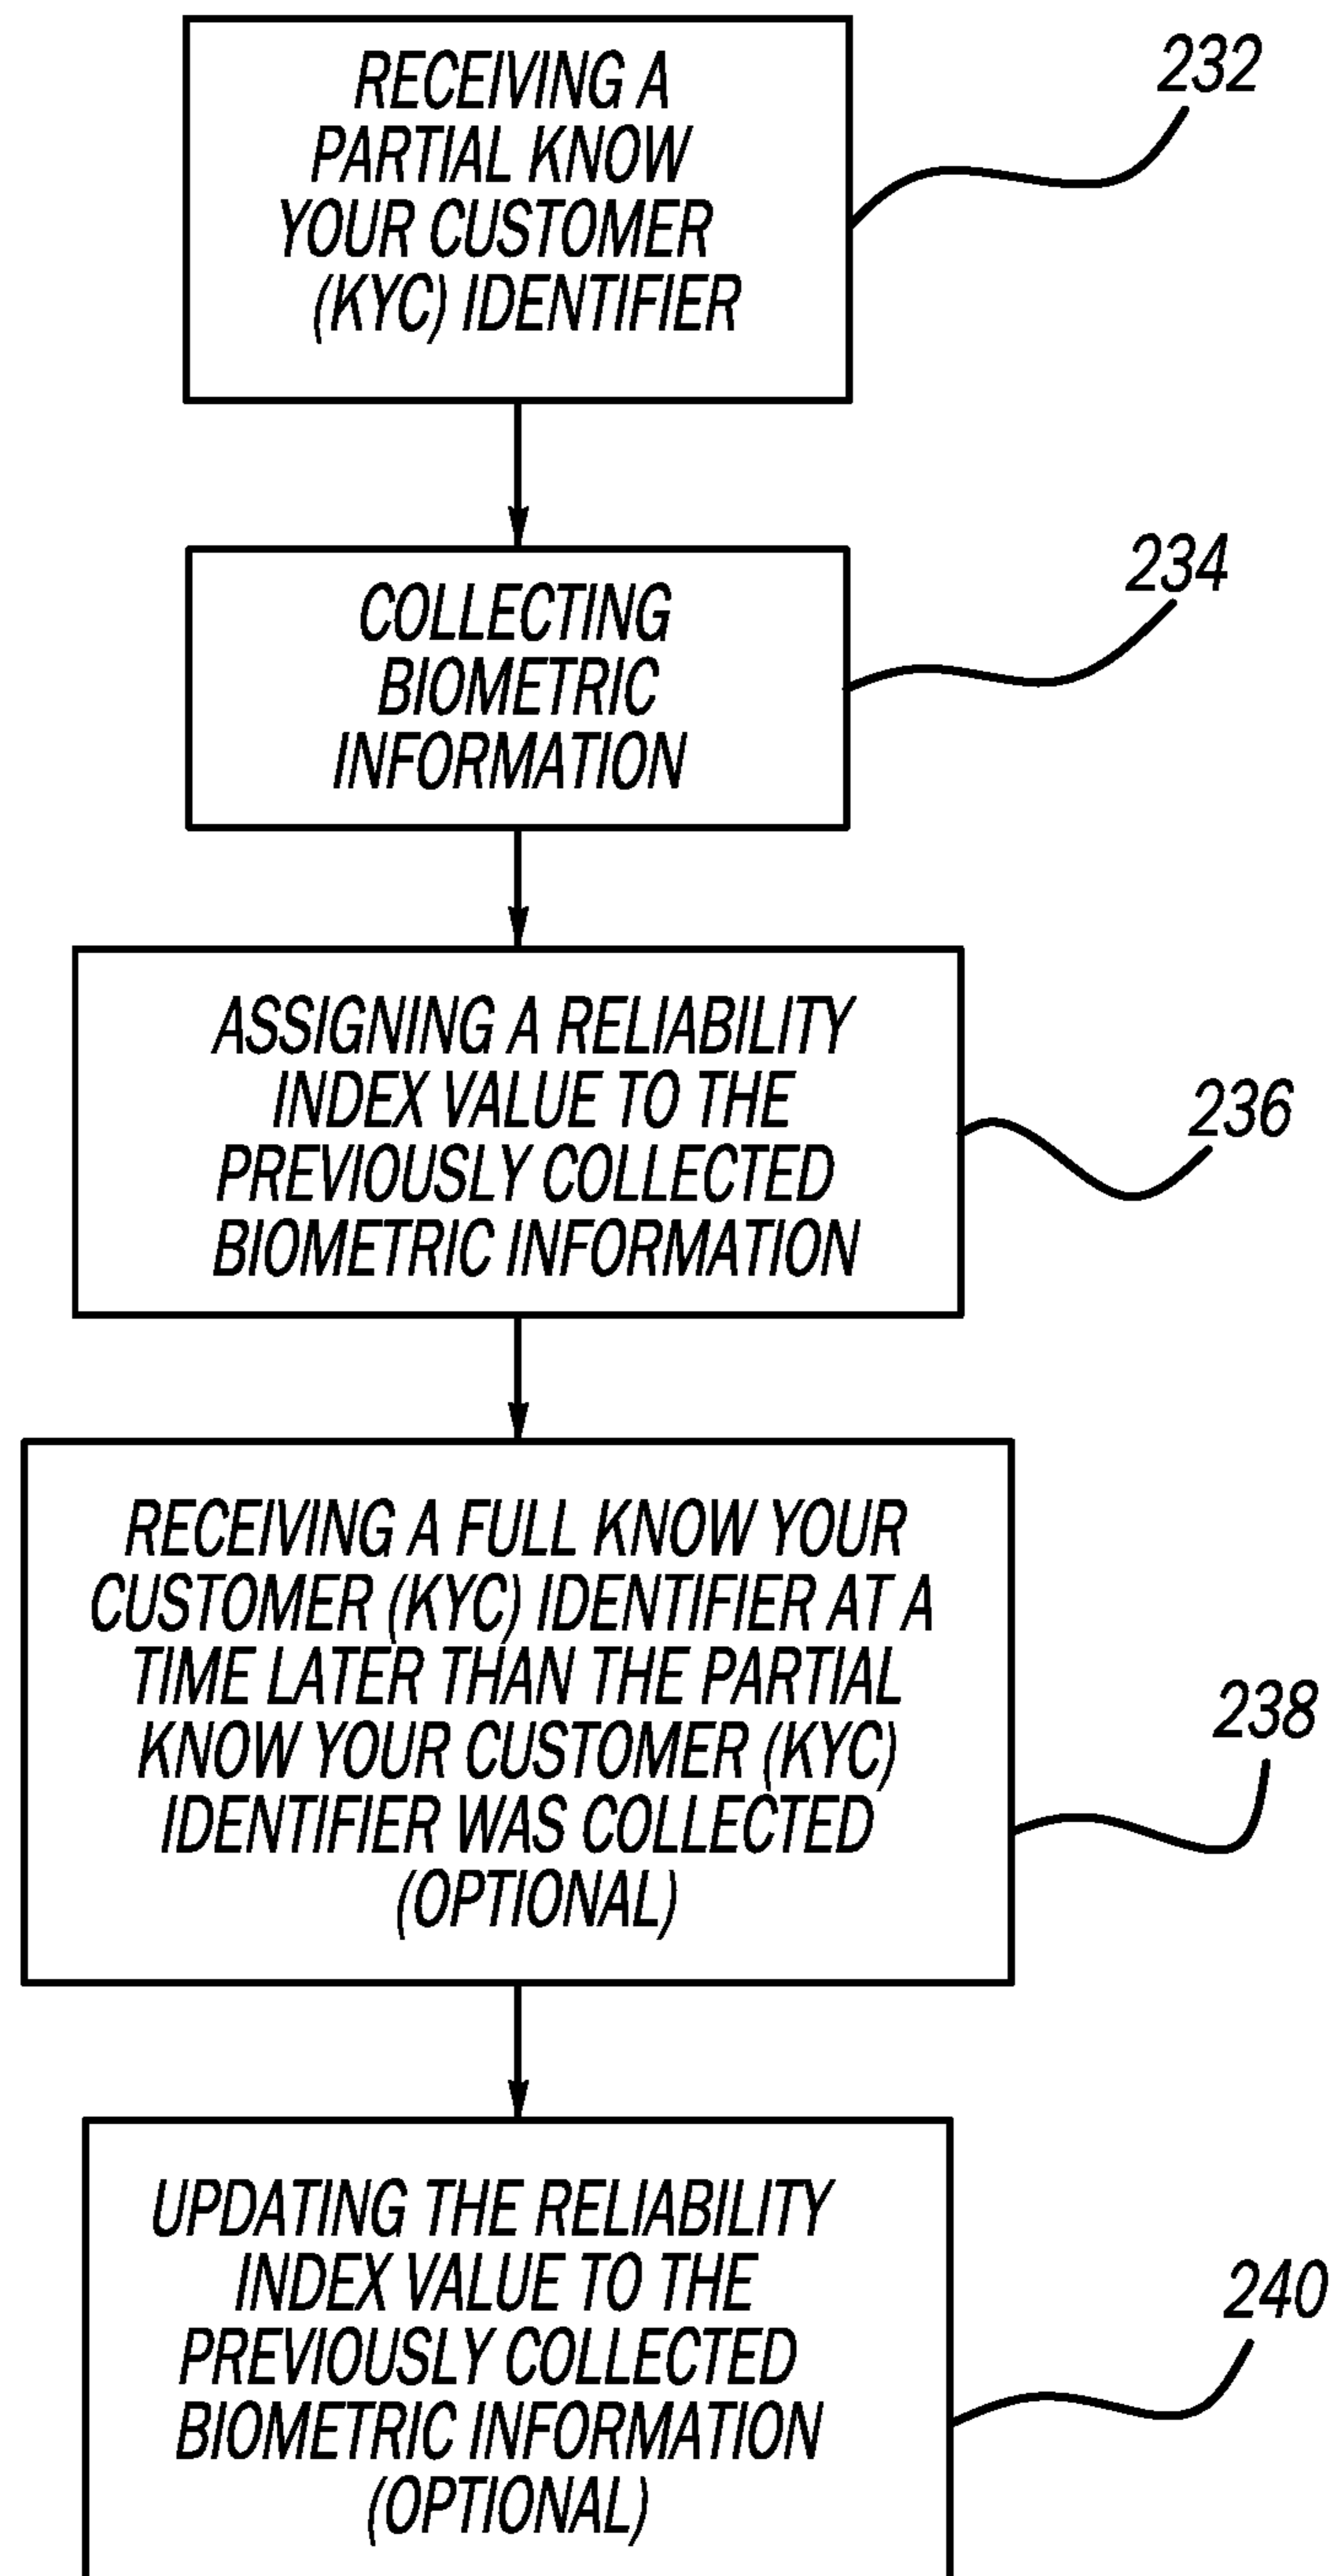 RECEIVING A
PARTIAL KNOW
YOUR CUSTOMER
(KYC) IDENTIFIER
232
COLLECTING
BIOMETRIC
INFORMATION
234
ASSIGNING A RELIABILITY
INDEX VALUE TO THE
PREVIOUSLY COLLECTED
BIOMETRIC INFORMATION
236
RECEIVING A FULL KNOW YOUR
CUSTOMER (KYC) IDENTIFIER AT A
TIME LATER THAN THE PARTIAL
KNOW YOUR CUSTOMER (KYC)
IDENTIFIER WAS COLLECTED
(OPTIONAL)
238
UPDATING THE RELIABILITY
INDEX VALUE TO THE
PREVIOUSLY COLLECTED
BIOMETRIC INFORMATION
(OPTIONAL)
240